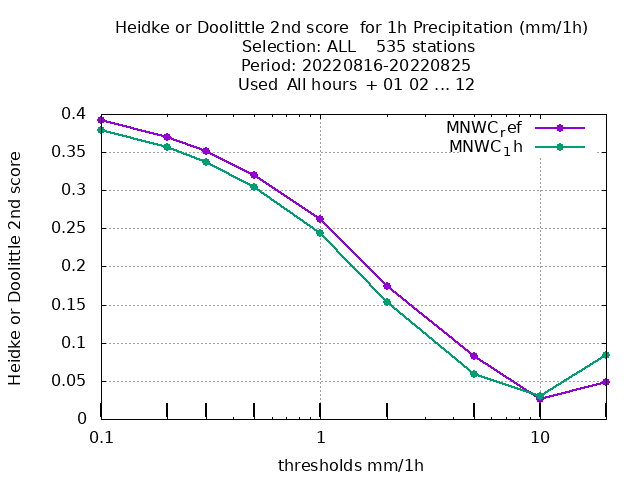 Heidke or Doolittle 2nd score  for 1h Precipitation (mm/1h)
Selection: ALL    535 stations
Period: 20220816-20220825
Used  All hours  + 01 02 ... 12
MNWC_ref
MNWC_1h
Heidke or Doolittle 2nd score
0.4
0.35
0.3
0.25
0.2
0.15
0.1
0.05
0
0.1 1 10
thresholds mm/1h